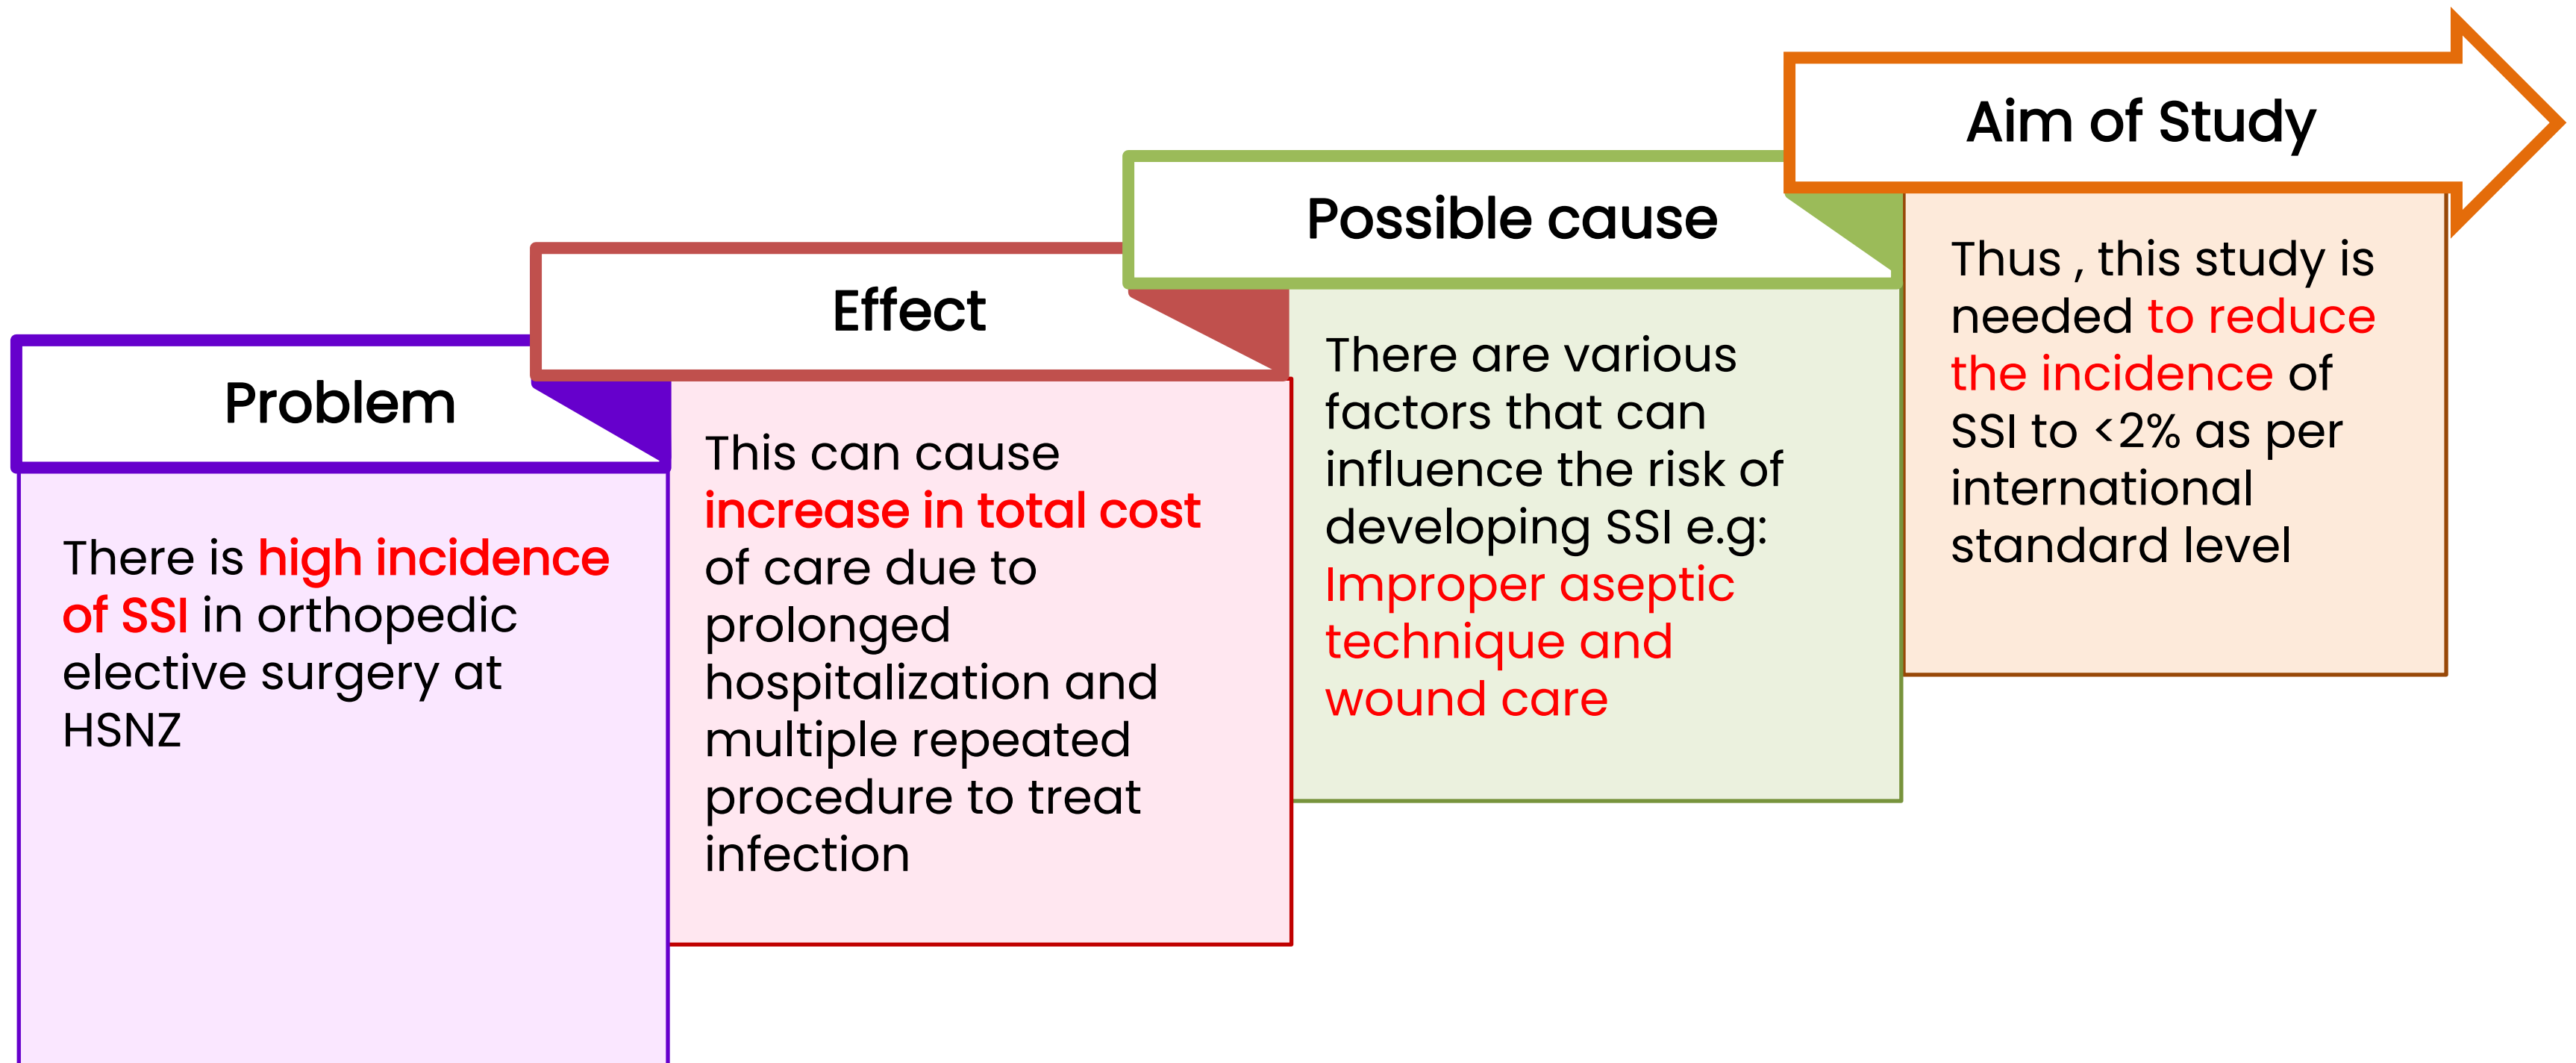 Problem
There is high incidence
of SSI in orthopedic
elective surgery at
HSNZ
Effect
This can cause
increase in total cost
of care due to
prolonged
hospitalization and
multiple repeated
procedure to treat
infection
Possible cause
There are various
factors that can
influence the risk of
developing SSI e.g:
Improper aseptic
technique and
wound care
Aim of Study
Thus , this study is
needed to reduce
the incidence of
SSI to <2% as per
international
standard level